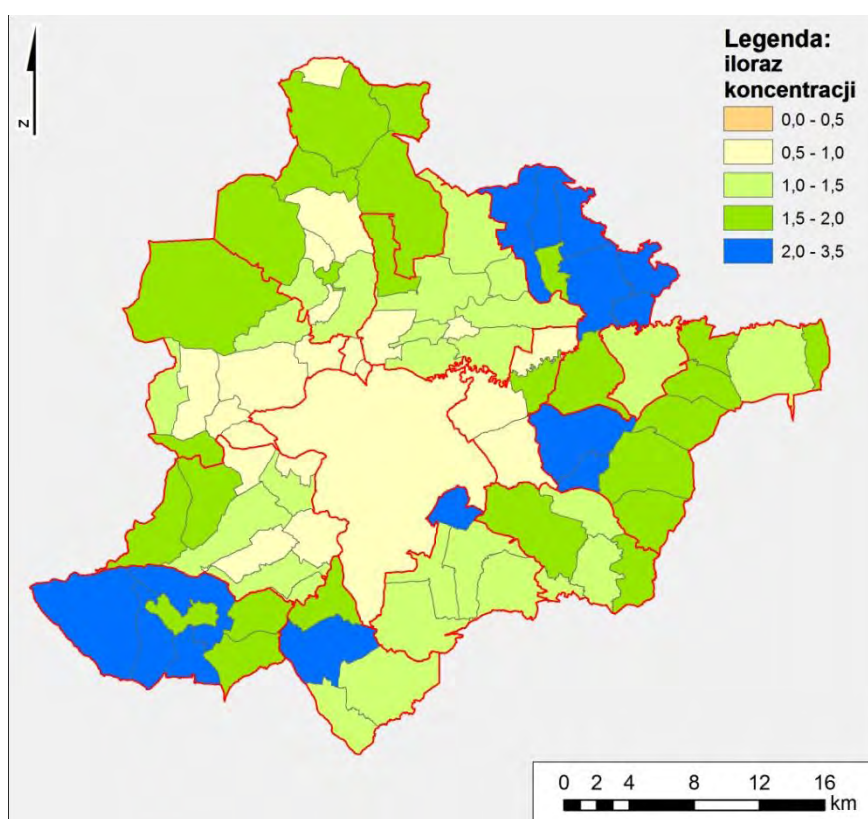 Legenda:
iloraz
koncentracji
0,0 - 0,5
0,5 - 1,0
1,0 - 1,5
1,5 - 2,0
2,0 - 3,5
N
0 2 4 8 12 16
km